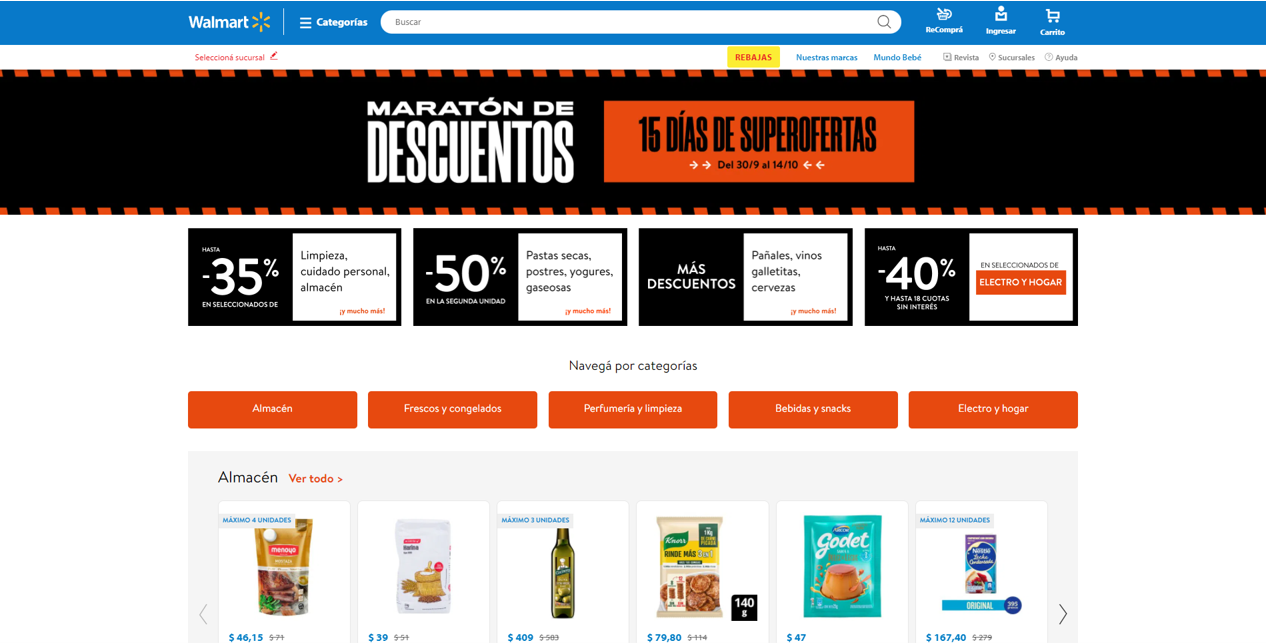 Walmart
Categorías
Buscar
ReComprá
Ingresar
Carrito
Seleccioná sucursal
REBAJAS
Nuestras marcas
Mundo Bebé
Revista
Sucursales
Ayuda
MARATÓN DE
DESCUENTOS
15 DÍAS DE SUPEROFERTAS
→ → Del 30/9 al 14/10 ← ←
HASTA
-35%
EN SELECCIONADOS DE
Limpieza,
cuidado personal,
almacén
¡y mucho más!
-50%
EN LA SEGUNDA UNIDAD
Pastas secas,
postres, yogures,
gaseosas
¡y mucho más!
MÁS
DESCUENTOS
Pañales, vinos
galletitas,
cervezas
¡y mucho más!
HASTA
-40%
Y HASTA 18 CUOTAS
SIN INTERÉS
EN SELECCIONADOS DE
ELECTRO Y HOGAR
Navegá por categorías
Almacén
Frescos y congelados
Perfumería y limpieza
Bebidas y snacks
Electro y hogar
Almacén Ver todo >
MÁXIMO 4 UNIDADES
menoyo
MÁXIMO 3 UNIDADES
Knorr
RINDE MÁS
140
g
Godet
MÁXIMO 12 UNIDADES
Nestlé
Leche
Condensada
ORIGINAL
395
$ 46,15 $ 71
$ 39 $ 51
$ 409 $ 583
$ 79,80 $ 114
$ 47
$ 167,40 $ 279